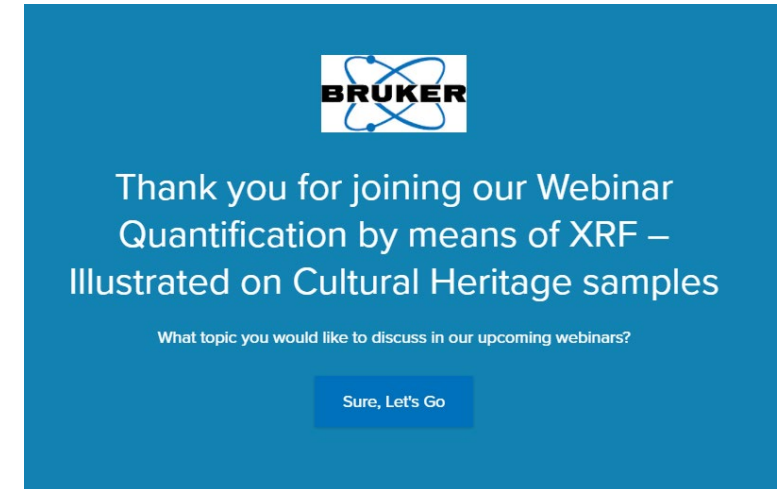 BRUKER
Thank you for joining our Webinar
Quantification by means of XRF –
Illustrated on Cultural Heritage samples
What topic you would like to discuss in our upcoming webinars?
Sure, Let's Go